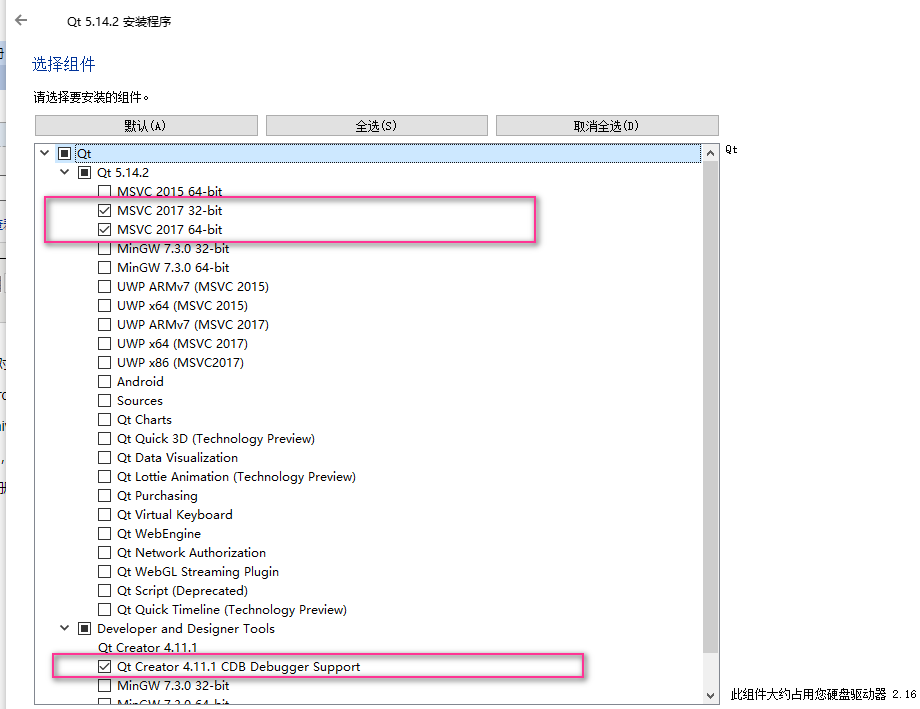 Qt 5.14.2 安装程序
选择组件
请选择要安装的组件。
默认(A) 全选(S) 取消全选(D)
Qt
Qt
Qt 5.14.2
MSVC 2015 64-bit
MSVC 2017 32-bit
MSVC 2017 64-bit
MinGW 7.3.0 32-bit
MinGW 7.3.0 64-bit
UWP ARMv7 (MSVC 2015)
UWP x64 (MSVC 2015)
UWP ARMv7 (MSVC 2017)
UWP x64 (MSVC 2017)
UWP x86 (MSVC2017)
Android
Sources
Qt Charts
Qt Quick 3D (Technology Preview)
Qt Data Visualization
Qt Lottie Animation (Technology Preview)
Qt Purchasing
Qt Virtual Keyboard
Qt WebEngine
Qt Network Authorization
Qt WebGL Streaming Plugin
Qt Script (Deprecated)
Qt Quick Timeline (Technology Preview)
Developer and Designer Tools
Qt Creator 4.11.1
Qt Creator 4.11.1 CDB Debugger Support
MinGW 7.3.0 32-bit
MinGW 7.3.0 64-bit
此组件大约占用您硬盘驱动器 2.16